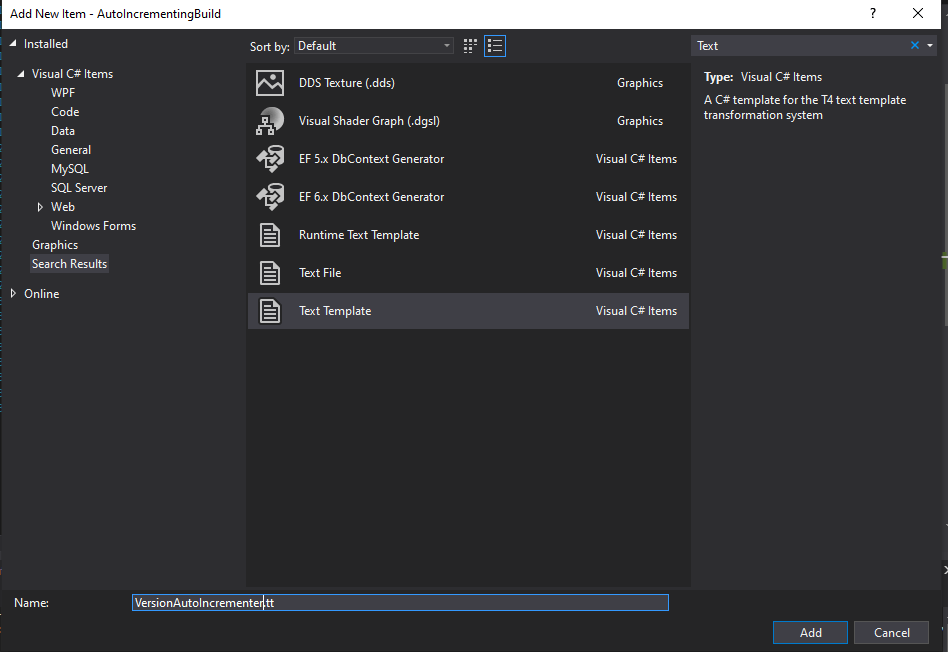 Add New Item - AutoIncrementingBuild
?
Installed
Visual C# Items
WPF
Code
Data
General
MySQL
SQL Server
Web
Windows Forms
Graphics
Search Results
Online
Sort by: Default
DDS Texture (.dds) Graphics
Visual Shader Graph (.dgsl) Graphics
EF 5.x DbContext Generator Visual C# Items
EF 6.x DbContext Generator Visual C# Items
Runtime Text Template Visual C# Items
Text File Visual C# Items
Text Template Visual C# Items
Text
Type: Visual C# Items
A C# template for the T4 text template
transformation system
Name: VersionAutoIncrementer.tt
Add Cancel